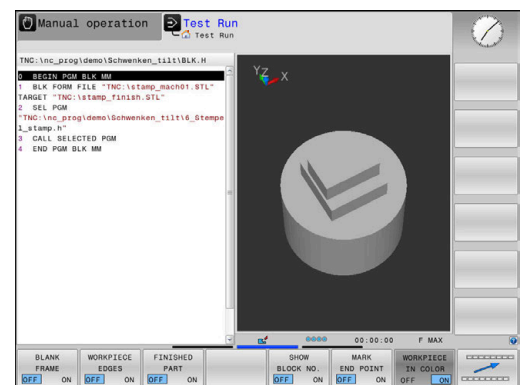 Manual operation
Test Run
Test Run
TNC:\nc_prog\demo\Schwenken_tilt\BLK.H
0 BEGIN PGM BLK MM
1 BLK FORM FILE "TNC:\stamp_mach01.STL"
TARGET "TNC:\stamp_finish.STL"
2 SEL PGM
"TNC:\nc_prog\demo\Schwenken_tilt\6_Stempe
l_stamp.h"
3 CALL SELECTED PGM
4 END PGM BLK MM
Y Z X
00:00:00 F MAX
BLANK FRAME OFF ON
WORKPIECE EDGES OFF ON
FINISHED PART OFF ON
SHOW BLOCK NO. OFF ON
MARK END POINT OFF ON
WORKPIECE IN COLOR OFF ON